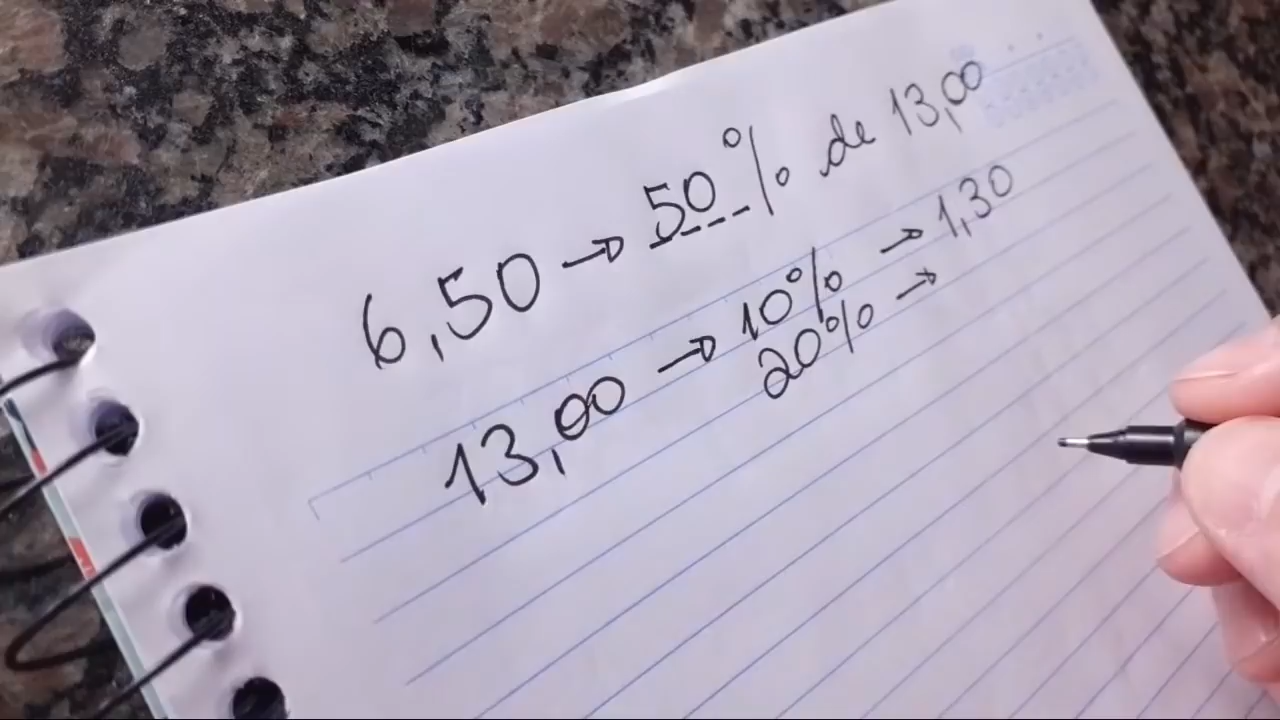 6,50 → 50% de 13,00
13,00 → 10% → 1,30
20% →